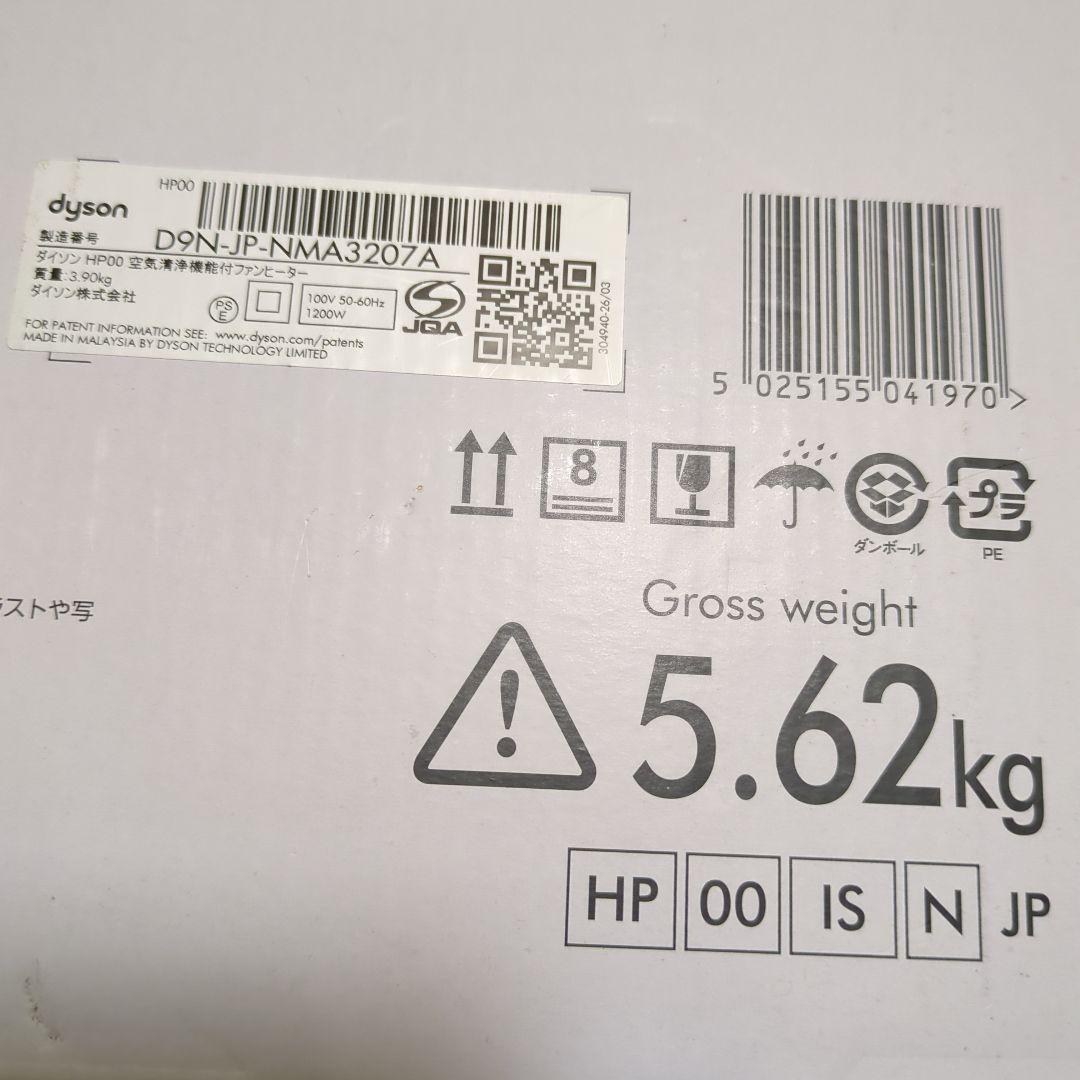 HP00
dyson
製造番号 D9N-JP-NMA3207A
ダイソン HP00 空気清浄機能付ファンヒーター
質量:3.90kg
ダイソン株式会社
PS
E
100V 50-60Hz
1200W
JQA
304940-26/03
FOR PATENT INFORMATION SEE: www.dyson.com/patents
MADE IN MALAYSIA BY DYSON TECHNOLOGY LIMITED
5 025155 041970 >
8
ダンボール
プラ
PE
ラストや写
Gross weight
5.62kg
HP 00 IS N JP